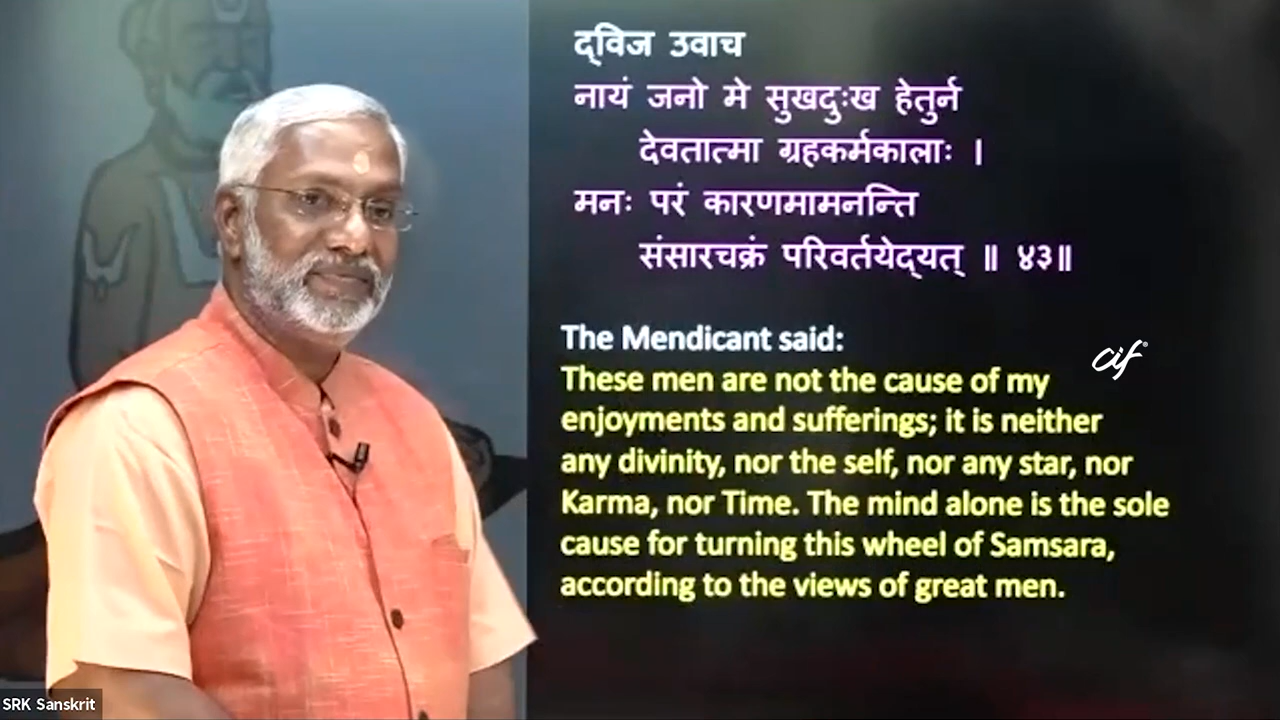 द्‌विज उवाच
नायं जनो मे सुखदुःख हेतुर्न
देवतात्मा ग्रहकर्मकालाः ।
मनः परं कारणमामनन्ति
संसारचक्रं परिवर्तयेद्‌यत् ॥ ४३॥
The Mendicant said:
These men are not the cause of my
enjoyments and sufferings; it is neither
any divinity, nor the self, nor any star, nor
Karma, nor Time. The mind alone is the sole
cause for turning this wheel of Samsara,
according to the views of great men.
cif®
SRK Sanskrit